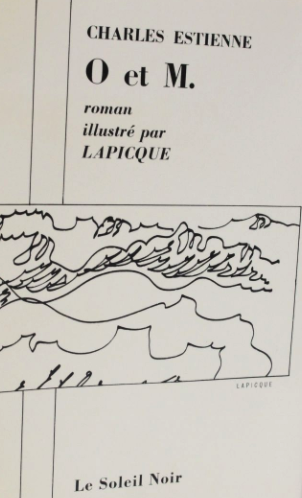 CHARLES ESTIENNE
O et M.
roman
illustré par
LAPICQUE
LAPICQUE
Le Soleil Noir